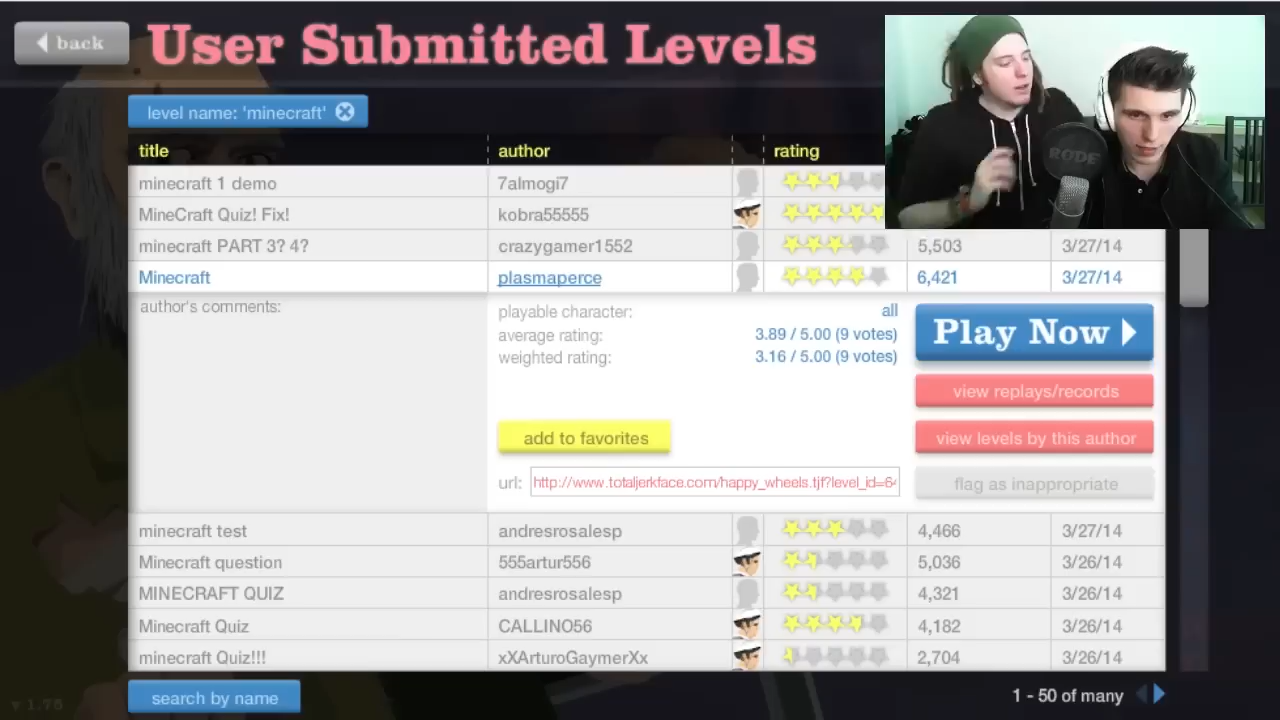 back
User Submitted Levels
level name: 'minecraft'
title author rating
minecraft 1 demo 7almogi7
MineCraft Quiz! Fix! kobra55555
minecraft PART 3? 4? crazygamer1552 5,503 3/27/14
Minecraft plasmaperce 6,421 3/27/14
author's comments:
playable character: all
average rating: 3.89 / 5.00 (9 votes)
weighted rating: 3.16 / 5.00 (9 votes)
Play Now
view replays/records
add to favorites
view levels by this author
url: http://www.totaljerkface.com/happy_wheels.tjf?level_id=64
flag as inappropriate
minecraft test andresrosalesp 4,466 3/27/14
Minecraft question 555artur556 5,036 3/26/14
MINECRAFT QUIZ andresrosalesp 4,321 3/26/14
Minecraft Quiz CALLINO56 4,182 3/26/14
minecraft Quiz!!! xXArturoGaymerXx 2,704 3/26/14
search by name
1 - 50 of many
v 1.76
RODE